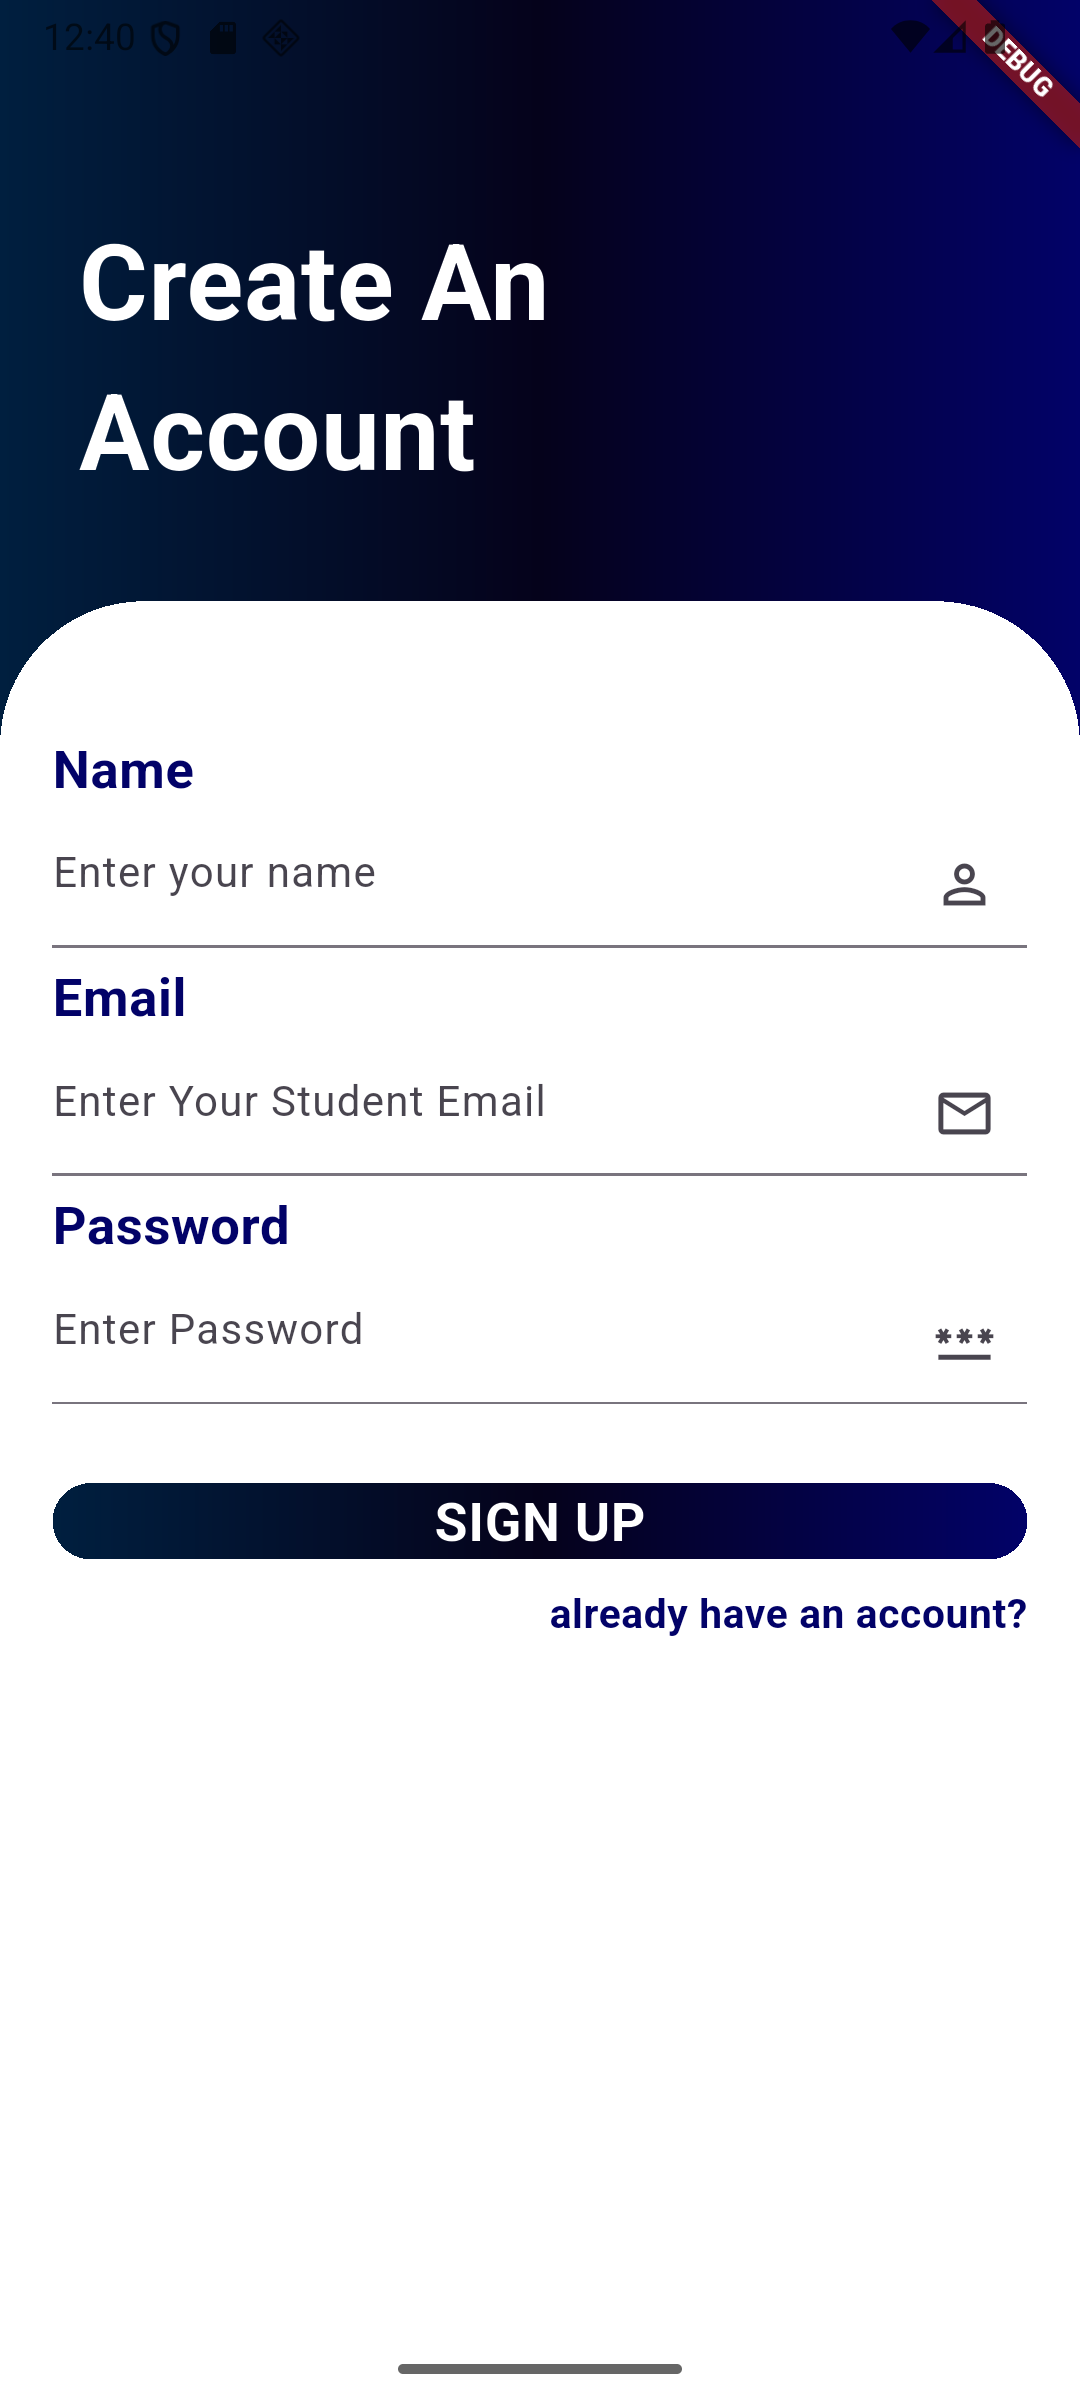 12:40
DEBUG
Create An
Account
Name
Enter your name
Email
Enter Your Student Email
Password
Enter Password
***
SIGN UP
already have an account?